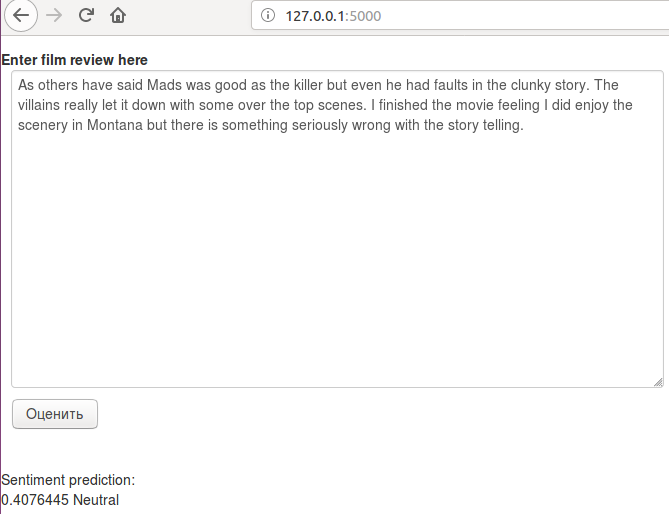 127.0.0.1:5000
Enter film review here
As others have said Mads was good as the killer but even he had faults in the clunky story. The
villains really let it down with some over the top scenes. I finished the movie feeling I did enjoy the
scenery in Montana but there is something seriously wrong with the story telling.
Оценить
Sentiment prediction:
0.4076445 Neutral